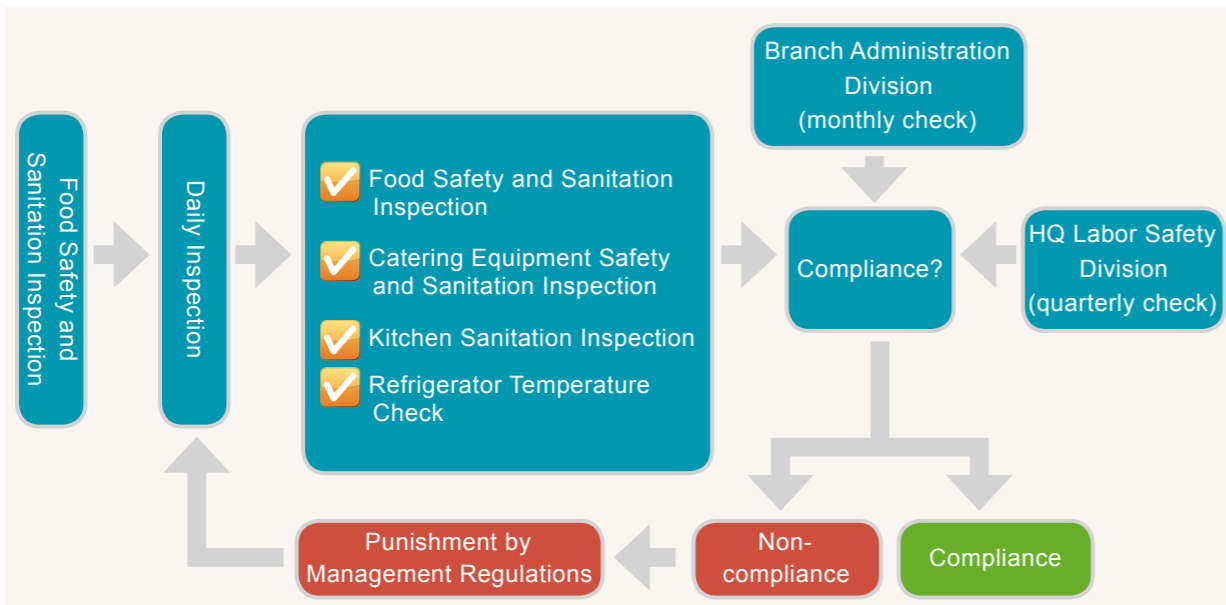 Food Safety and
Sanitation Inspection
Daily Inspection
Food Safety and Sanitation
Inspection
Catering Equipment Safety
and Sanitation Inspection
Kitchen Sanitation Inspection
Refrigerator Temperature
Check
Branch Administration
Division
(monthly check)
Compliance?
HQ Labor Safety
Division
(quarterly check)
Punishment by
Management Regulations
Non-
compliance
Compliance